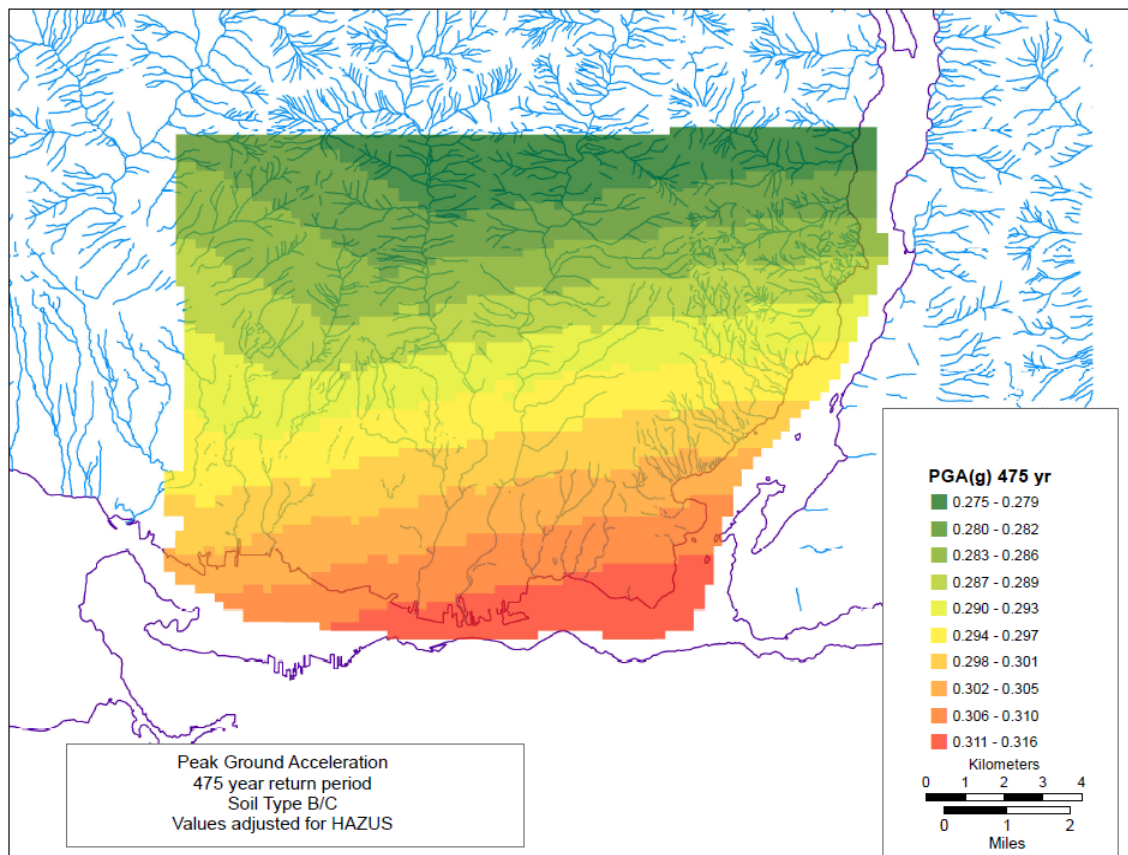 PGA(g) 475 yr
0.275 - 0.279
0.280 - 0.282
0.283 - 0.286
0.287 - 0.289
0.290 - 0.293
0.294 - 0.297
0.298 - 0.301
0.302 - 0.305
0.306 - 0.310
0.311 - 0.316
Kilometers
0 1 2 3 4
0 1 2
Miles
Peak Ground Acceleration
475 year return period
Soil Type B/C
Values adjusted for HAZUS